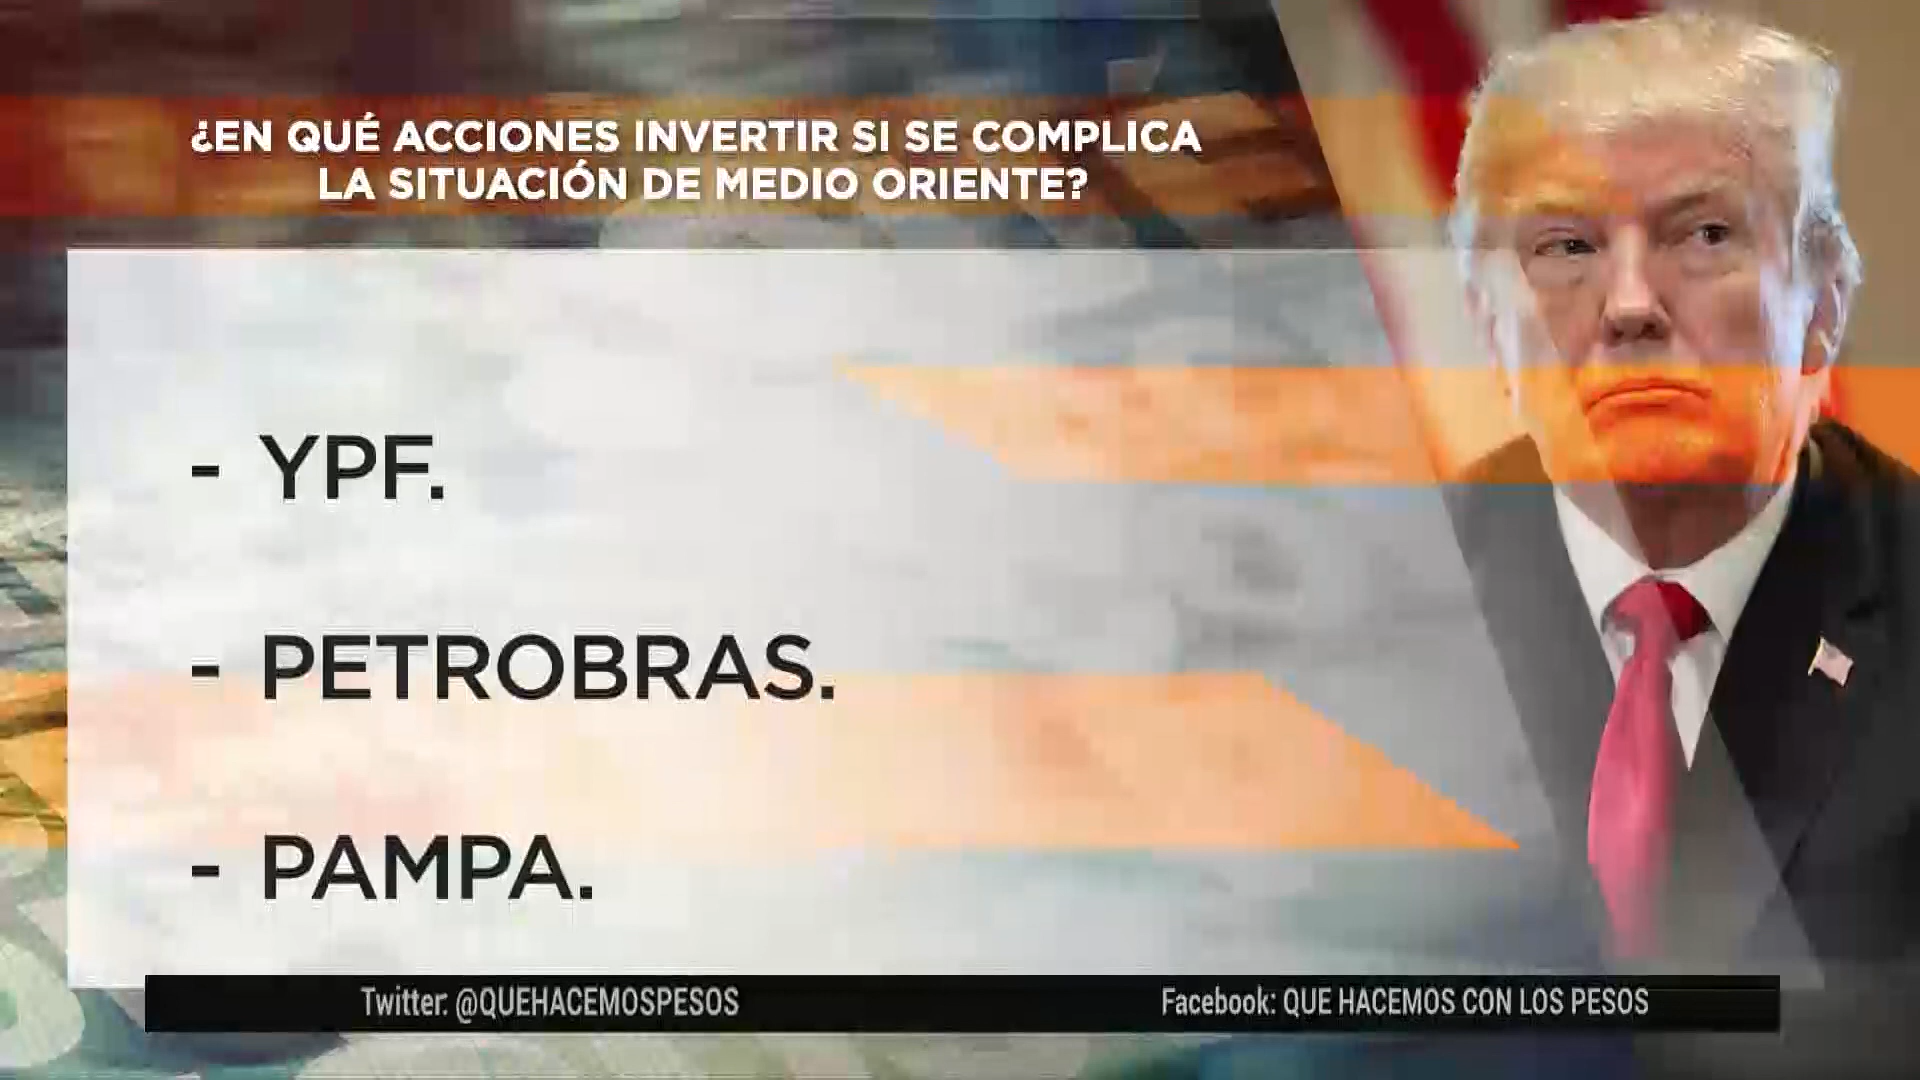 ¿EN QUÉ ACCIONES INVERTIR SI SE COMPLICA
LA SITUACIÓN DE MEDIO ORIENTE?
- YPF.
- PETROBRAS.
- PAMPA.
Twitter: @QUEHACEMOSPESOS
Facebook: QUE HACEMOS CON LOS PESOS